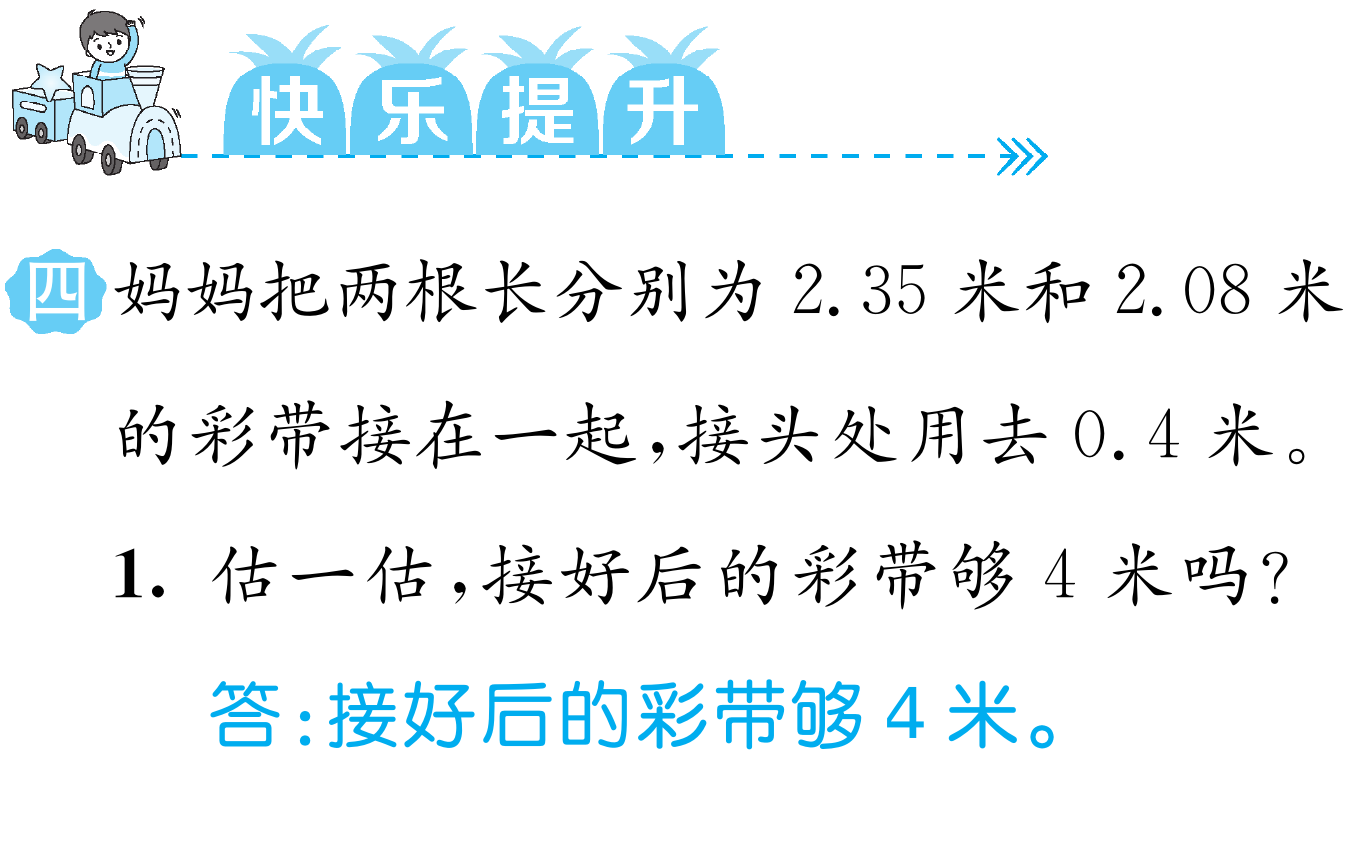 快乐提升
四 妈妈把两根长分别为 2.35 米和 2.08 米
的彩带接在一起,接头处用去 0.4 米。
1. 估一估,接好后的彩带够 4 米吗?
答:接好后的彩带够 4 米。